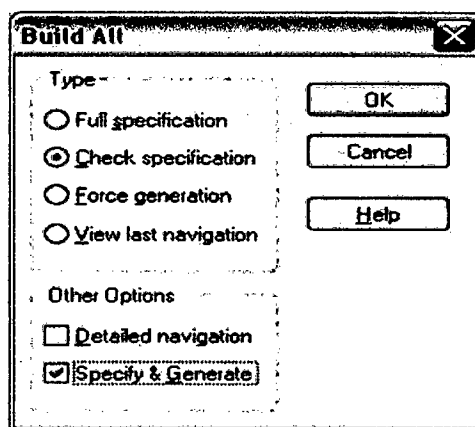 Build All
Type
Full specification
Check specification
Force generation
View last navigation
OK
Cancel
Help
Other Options
Detailed navigation
Specify & Generate